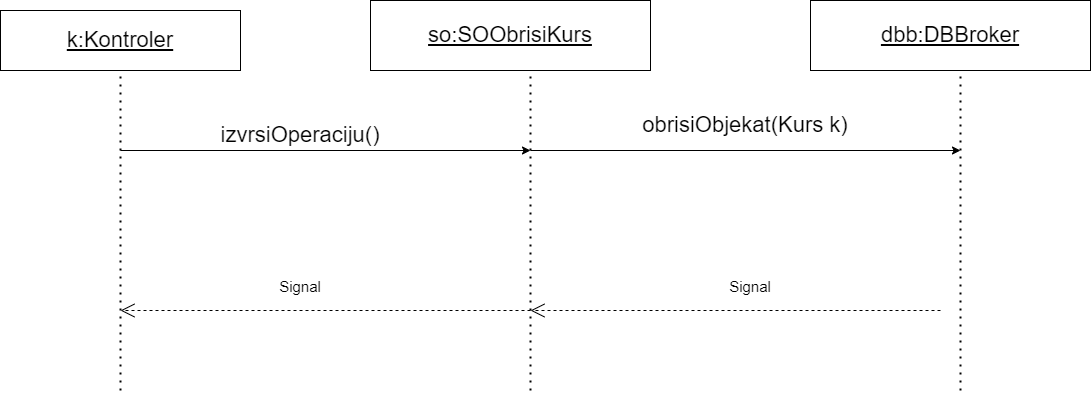 k:Kontroler
so:SOObrisiKurs
dbb:DBBroker
izvrsiOperaciju()
obrisiObjekat(Kurs k)
Signal
Signal